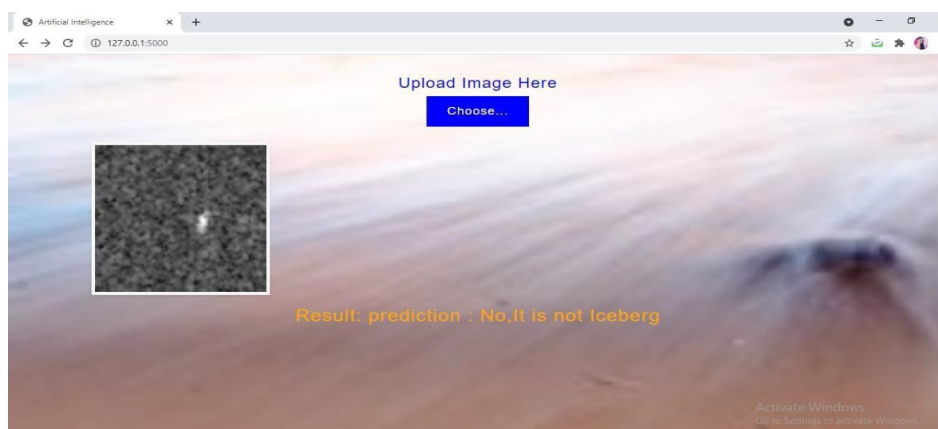 Artificial Intelligence
127.0.0.1:5000
Upload Image Here
Choose...
Result: prediction : No,It is not Iceberg
Activate Windows
Go to Settings to activate Windows.